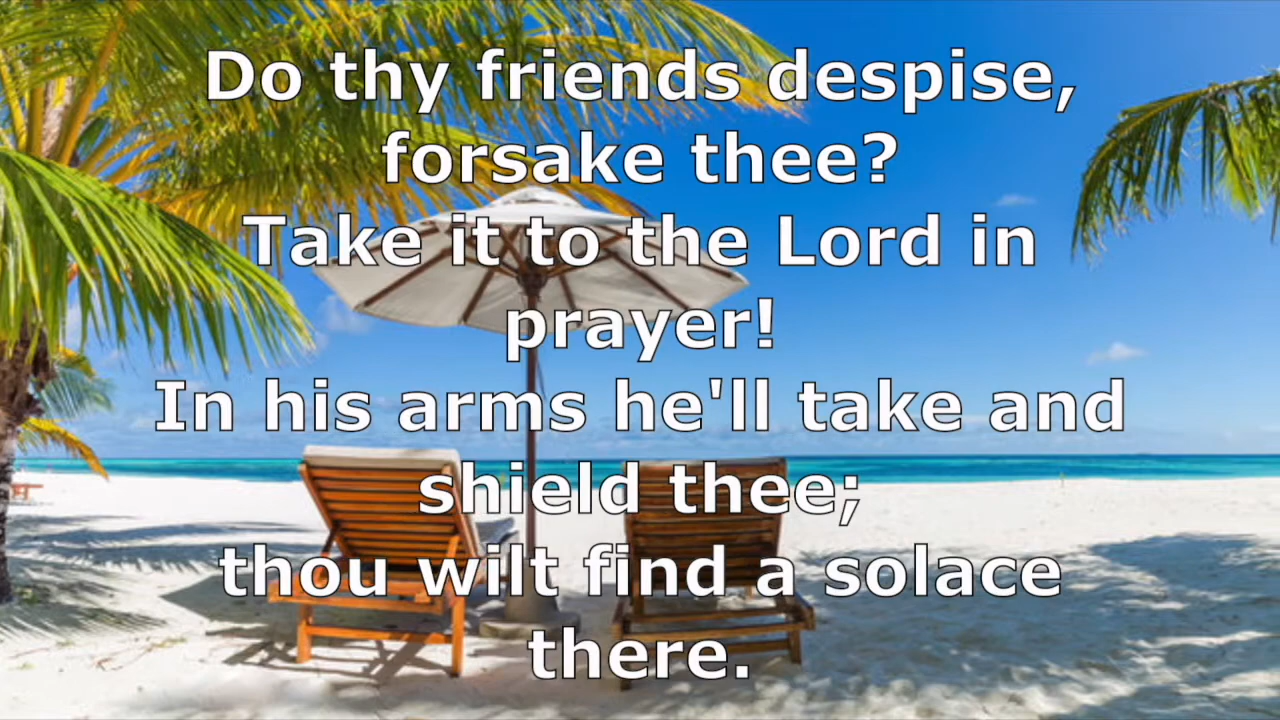 Do thy friends despise,
forsake thee?
Take it to the Lord in
prayer!
In his arms he'll take and
shield thee;
thou wilt find a solace
there.